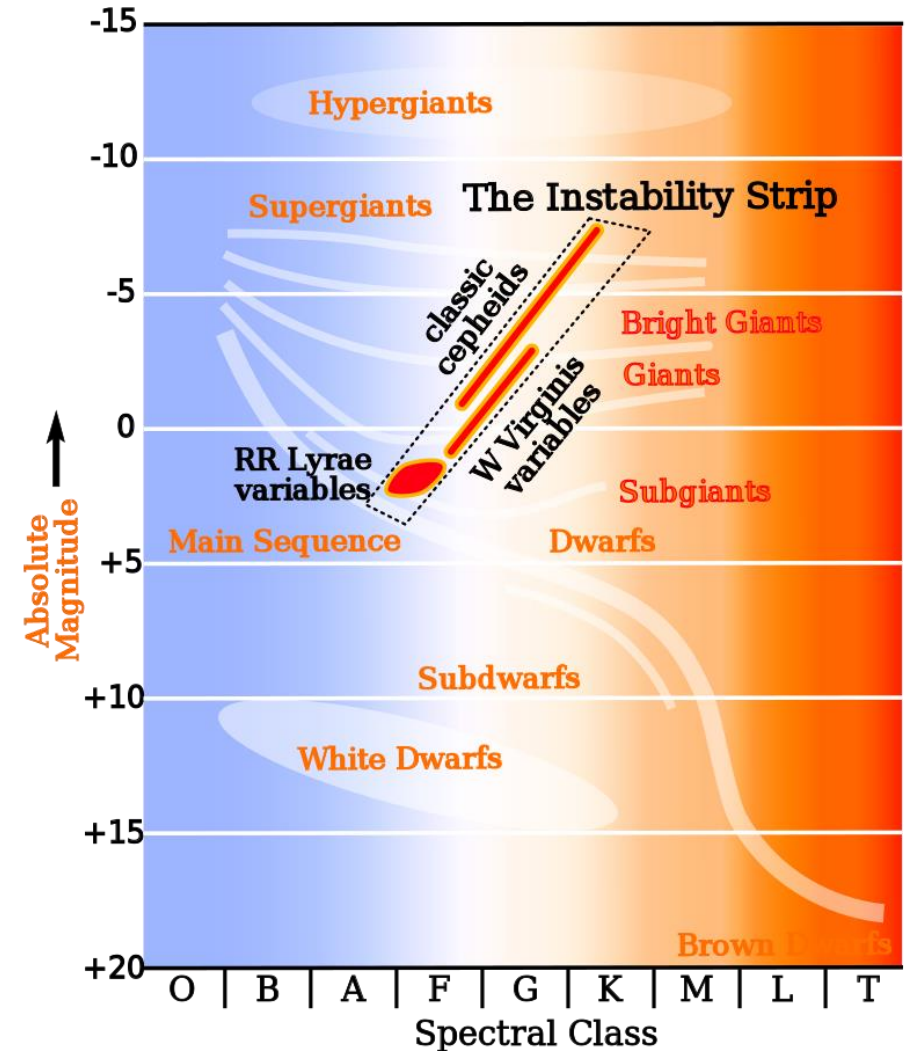 -15
Hypergiants
-10
Supergiants
The Instability Strip
classic
cepheids
-5
Bright Giants
Giants
W Virginis
variables
0
RR Lyrae
variables
Subgiants
Main Sequence
Dwarfs
+5
Absolute
Magnitude
Subdwarfs
+10
White Dwarfs
+15
Brown Dwarfs
+20
O | B | A | F | G | K | M | L | T
Spectral Class